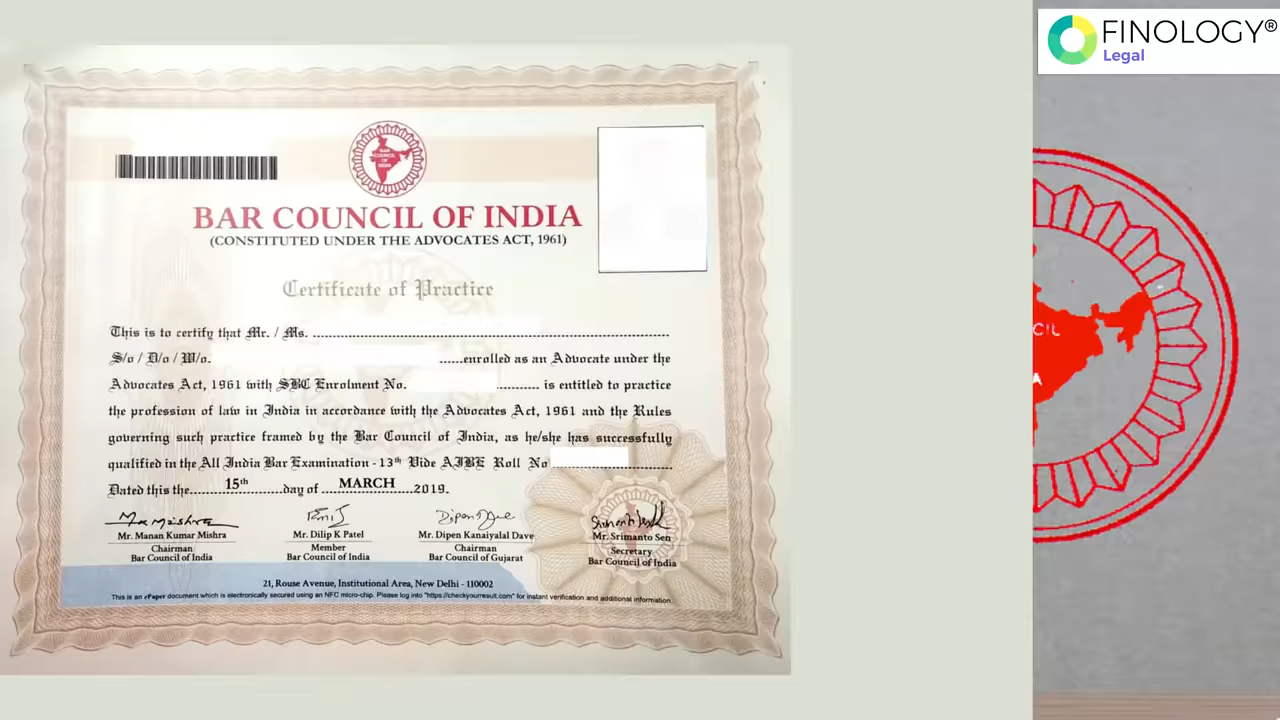 FINOLOGY®
Legal
BAR COUNCIL OF INDIA
BAR COUNCIL OF INDIA
(CONSTITUTED UNDER THE ADVOCATES ACT, 1961)
Certificate of Practice
This is to certify that Mr. / Ms. ........................
S/o / D/o / W/o. ......enrolled as an Advocate under the
Advocates Act, 1961 with SBC Enrolment No. .......... is entitled to practice
the profession of law in India in accordance with the Advocates Act, 1961 and the Rules
governing such practice framed by the Bar Council of India, as he/she has successfully
qualified in the All India Bar Examination - 13th Vide AIBE Roll No ..........
Dated this the..........15th..........day of ....MARCH.....2019.
Mr. Manan Kumar Mishra
Chairman
Bar Council of India
Mr. Dilip K Patel
Member
Bar Council of India
Mr. Dipen Kanaiyalal Dave
Chairman
Bar Council of Gujarat
Mr. Srimanto Sen
Secretary
Bar Council of India
21, Rouse Avenue, Institutional Area, New Delhi - 110002
This is an ePaper document which is electronically secured using an NFC micro-chip. Please log into "https://checkyourresult.com" for instant verification and additional information.
CIL
A